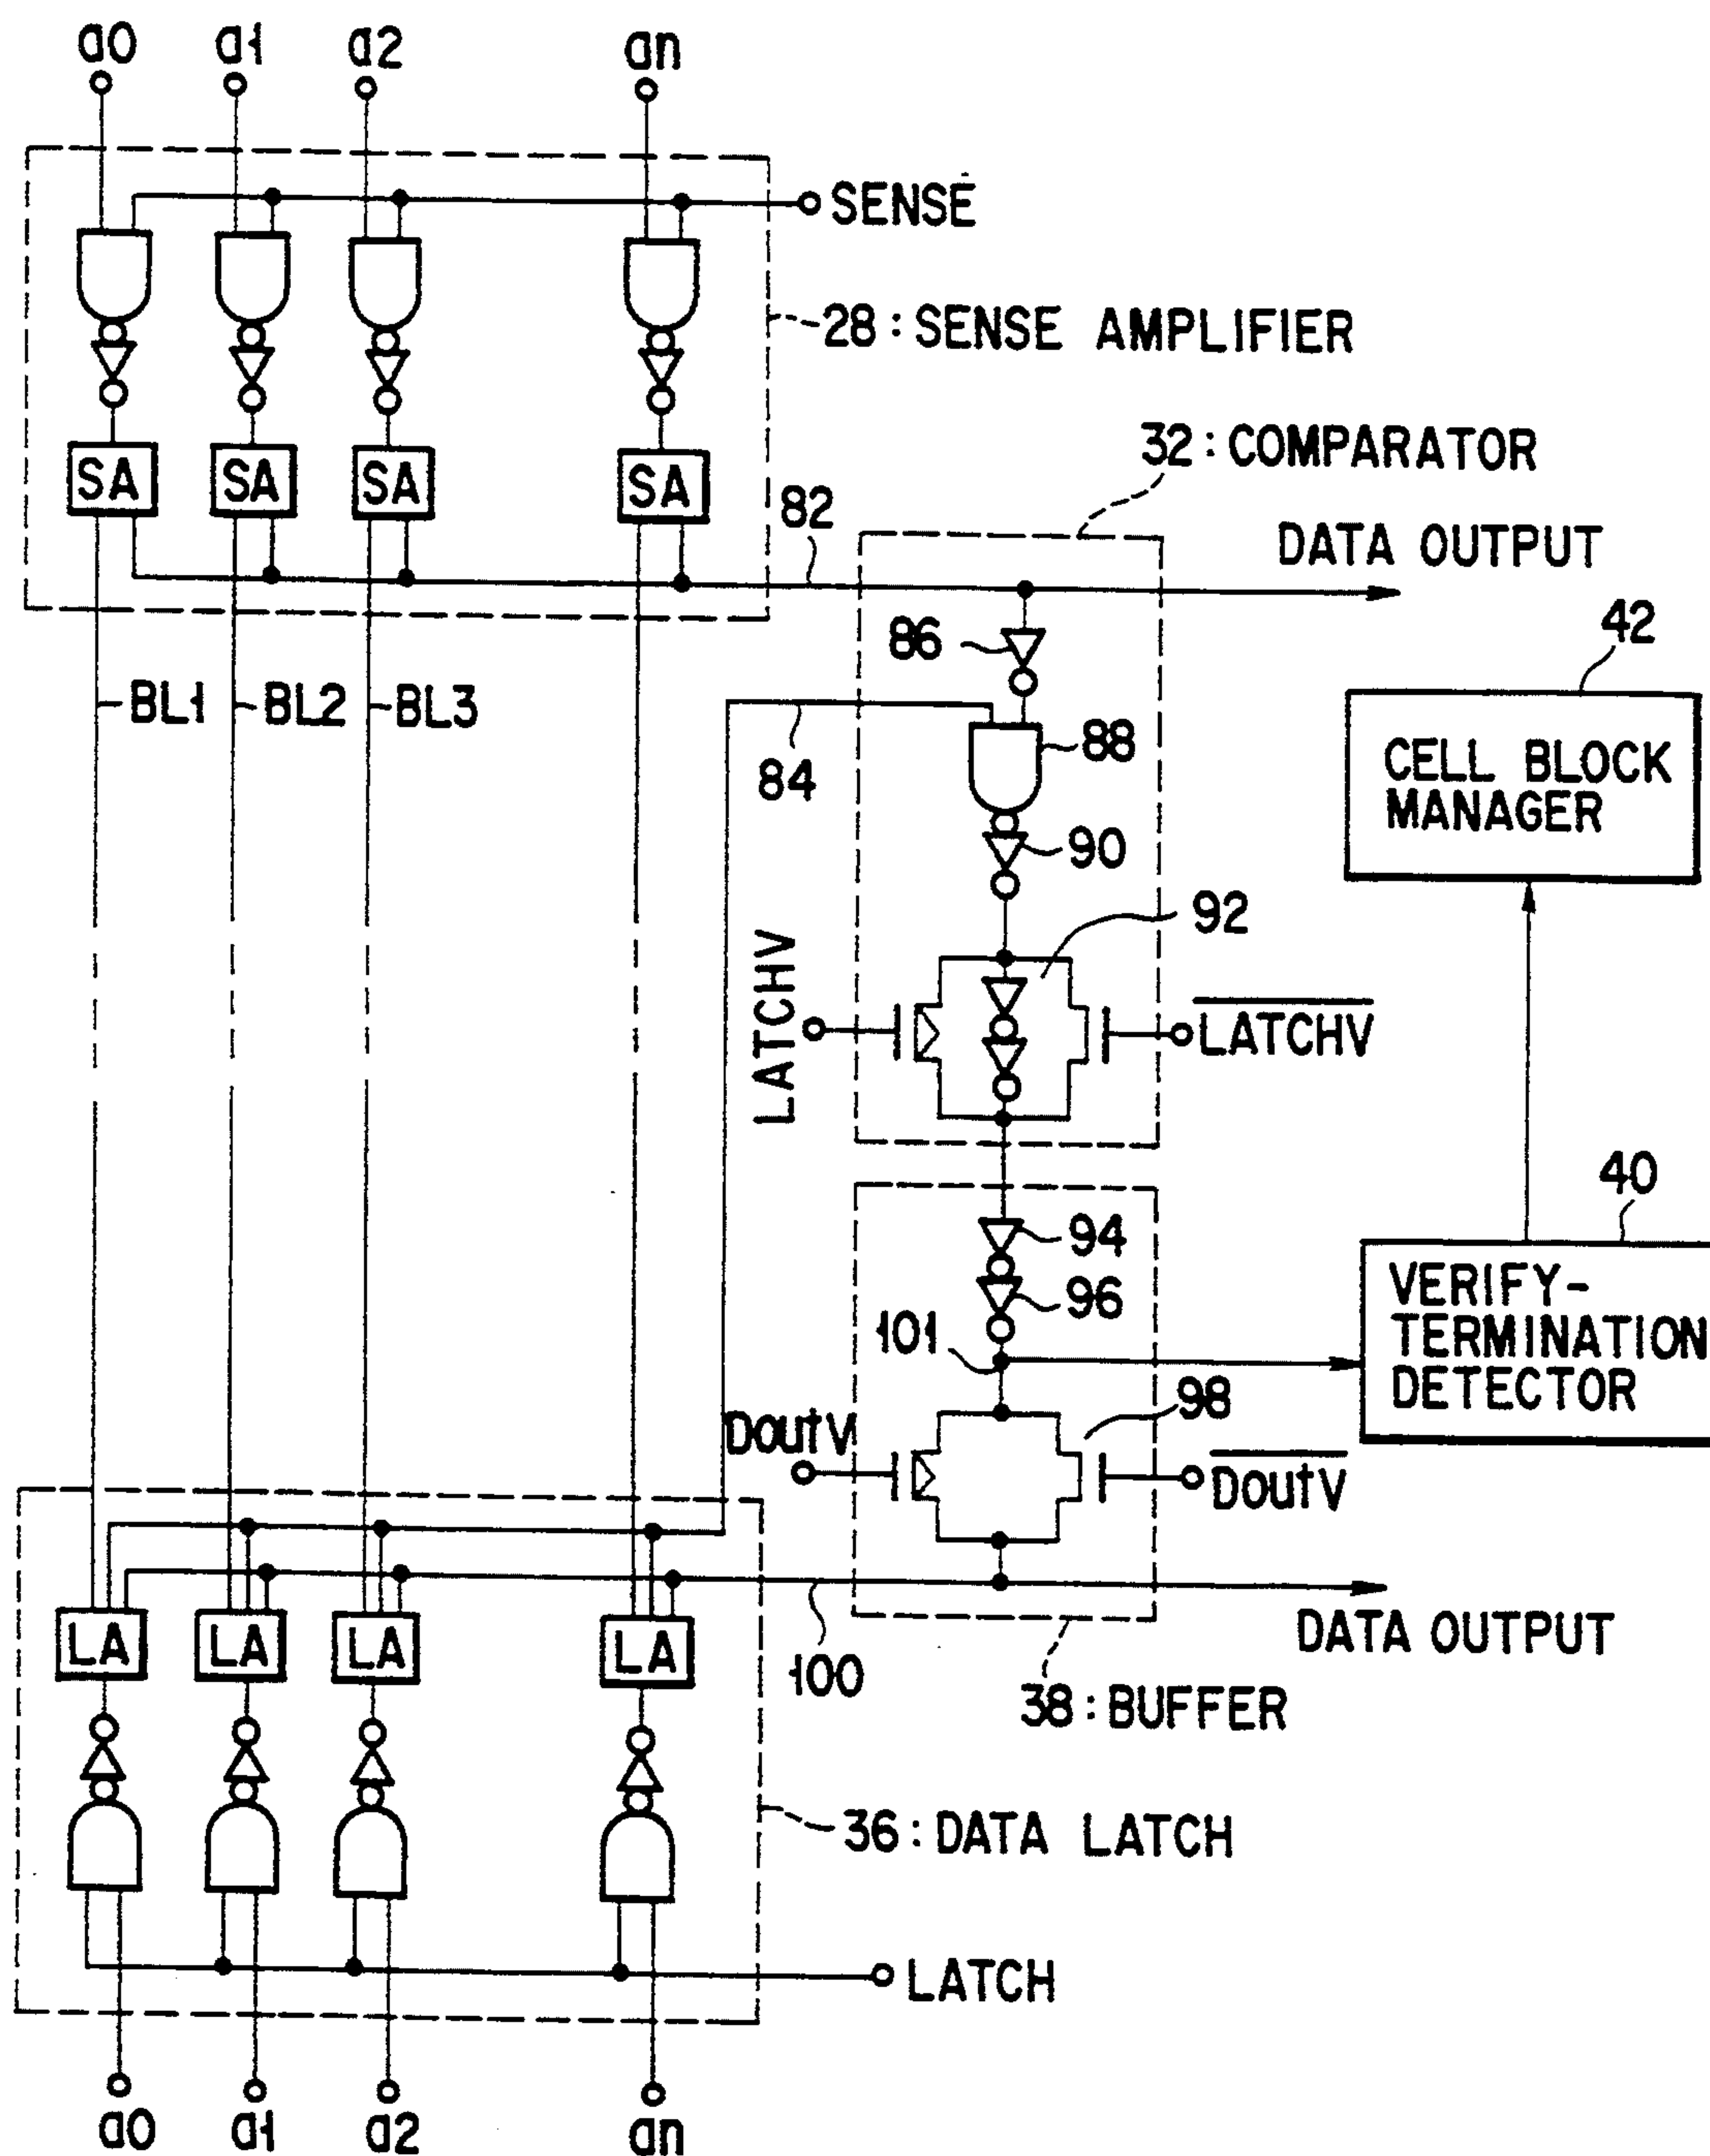 a0 a1 a2 an
SENSE
28: SENSE AMPLIFIER
SA SA SA SA
32: COMPARATOR
82
DATA OUTPUT
86
42
BL1 BL2 BL3
84
88
CELL BLOCK
MANAGER
90
92
LATCHV
LATCHV
94
40
96
101
VERIFY-
TERMINATION
DETECTOR
DoutV
98
DoutV
LA LA LA LA
100
DATA OUTPUT
38: BUFFER
36: DATA LATCH
LATCH
a0 a1 a2 an